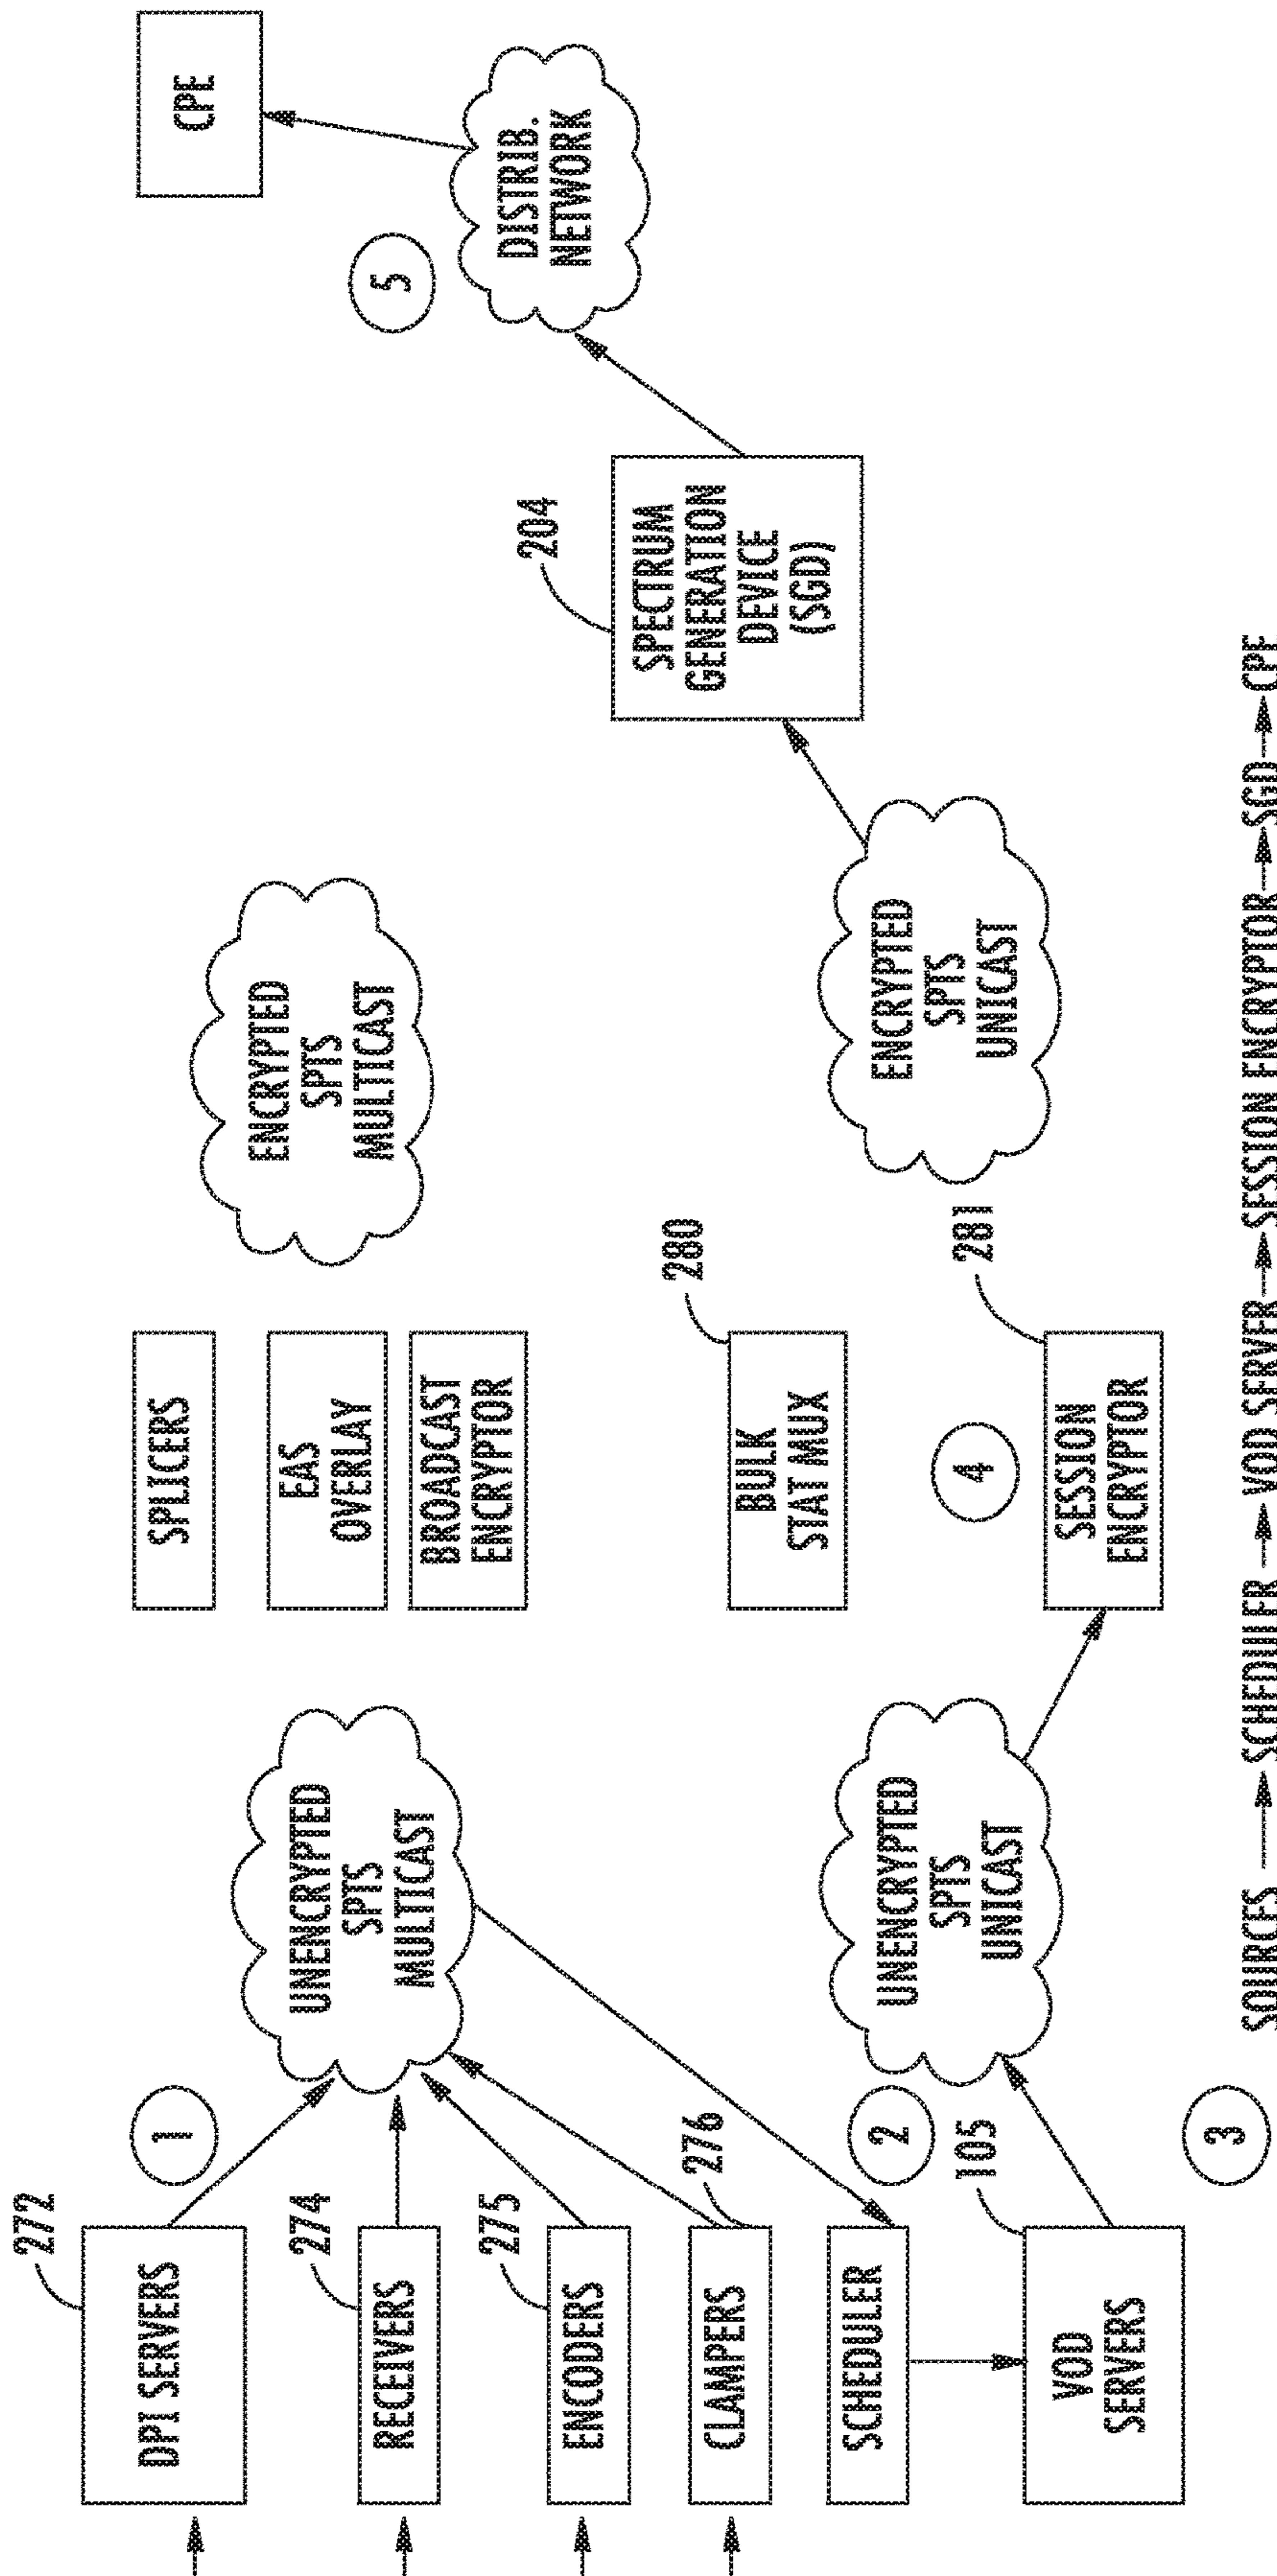 272
DPI SERVERS
1
274
RECEIVERS
275
ENCODERS
276
CLAMPERS
SCHEDULER
2
105
VOD
SERVERS
3
UNENCRYPTED
SPTS
MULTICAST
UNENCRYPTED
SPTS
UNICAST
SPLICERS
EAS
OVERLAY
BROADCAST
ENCRYPTOR
280
BULK
STAT MUX
4
281
SESSION
ENCRYPTOR
ENCRYPTED
SPTS
MULTICAST
ENCRYPTED
SPTS
UNICAST
204
SPECTRUM
GENERATION
DEVICE
(SGD)
5
DISTRIB.
NETWORK
CPE
SOURCES → SCHEDULER → VOD SERVER → SESSION ENCRYPTOR → SGD → CPE